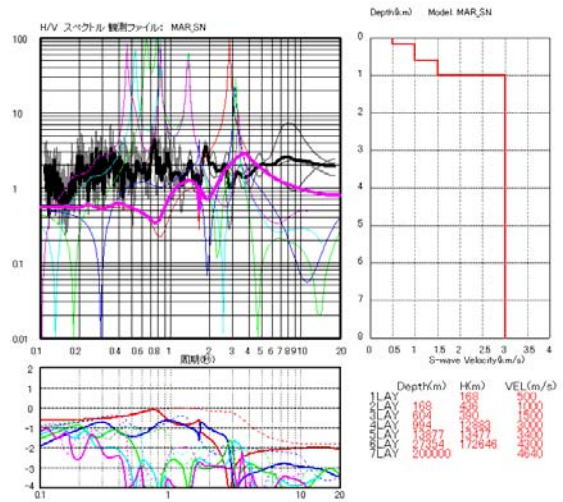 H/V スペクトル 観測ファイル: MAR_SN
Depth(km) Model: MAR_SN
100
10
1
0.1
0.01
0.1 0.2 0.4 0.6 0.8 1 2 3 4 5 6 7 8 9 10 20
周期(秒)
0
1
2
3
4
5
6
7
8
0 0.5 1 1.5 2 2.5 3 3.5 4
S-wave Velocity(km/s)
2
1
0
-1
-2
-3
-4
0.1 1 10 20
Depth(m) H(m) VEL(m/s)
1LAY 168 500
2LAY 168 1000
7LAY 200000 4640